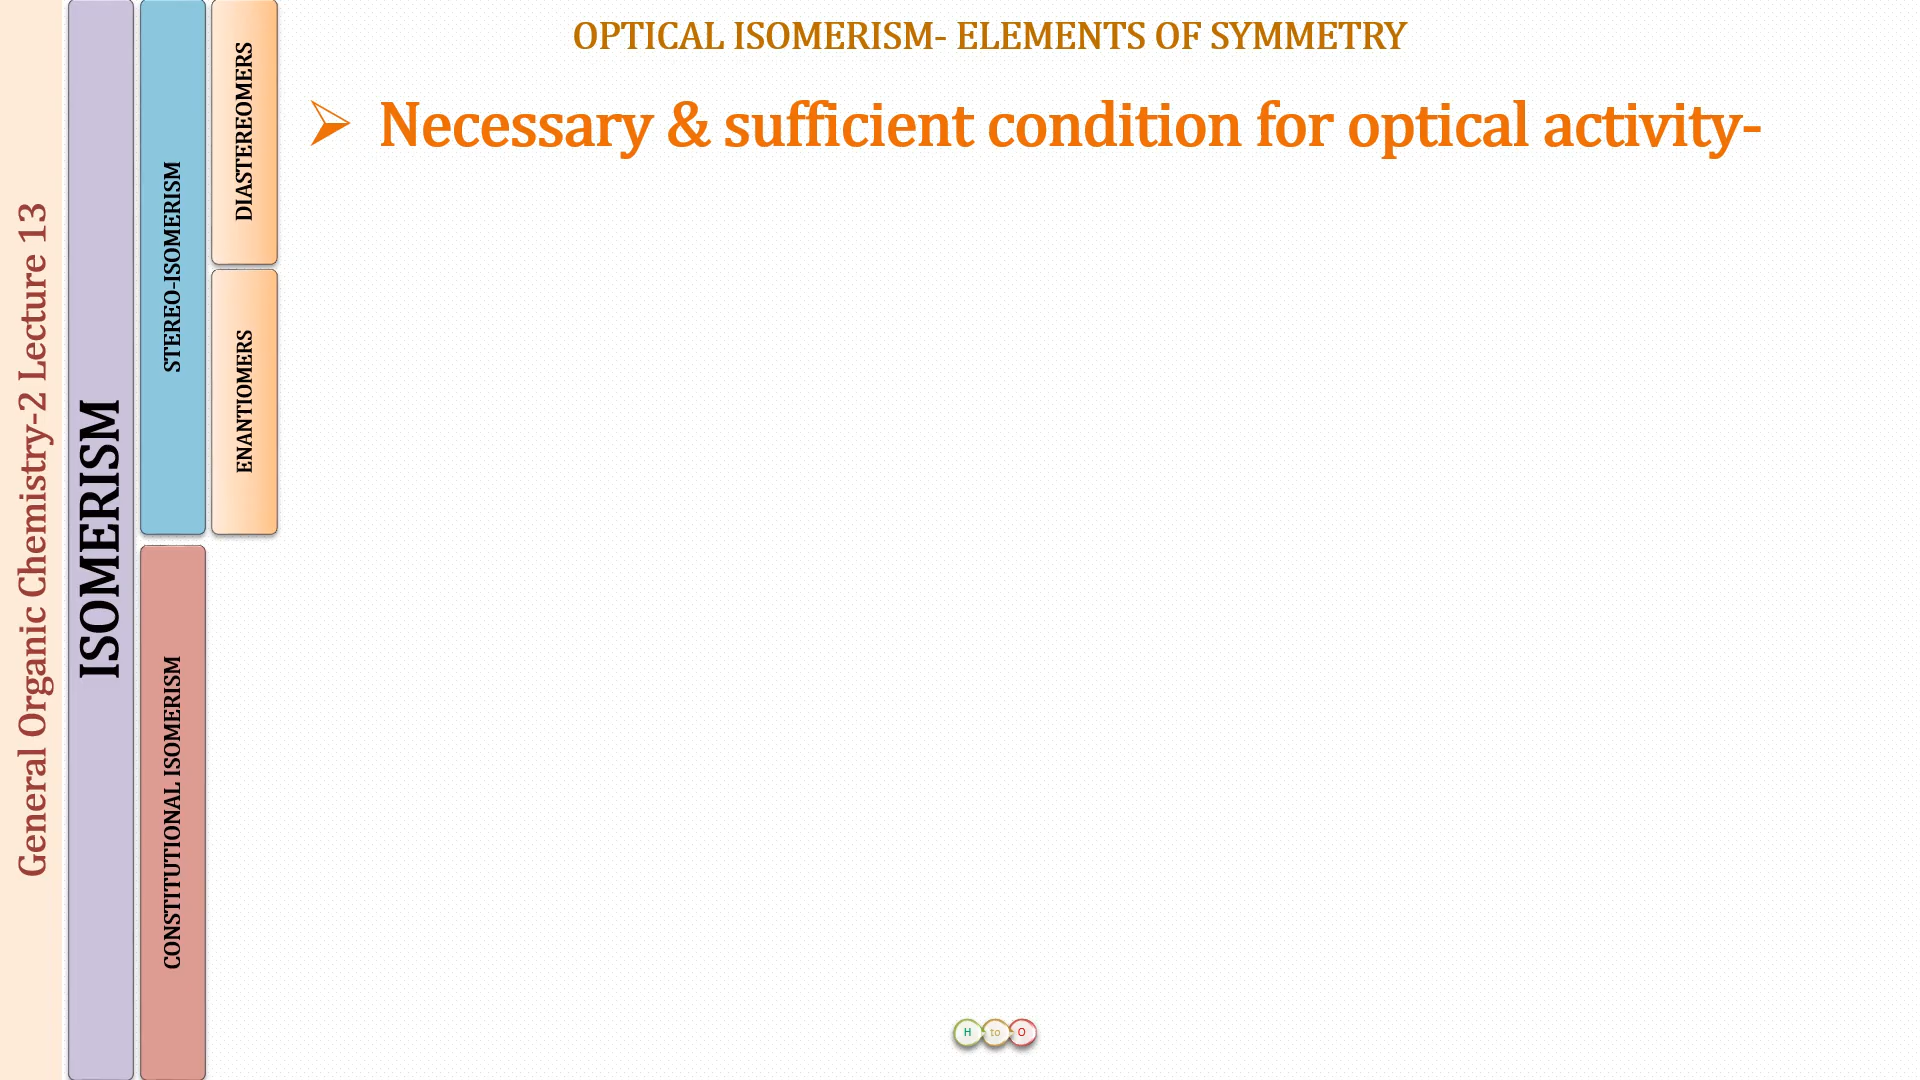 OPTICAL ISOMERISM- ELEMENTS OF SYMMETRY
Necessary & sufficient condition for optical activity-
General Organic Chemistry-2 Lecture 13
ISOMERISM
STEREO-ISOMERISM
CONSTITUTIONAL ISOMERISM
DIASTEREOMERS
ENANTIOMERS
H to O